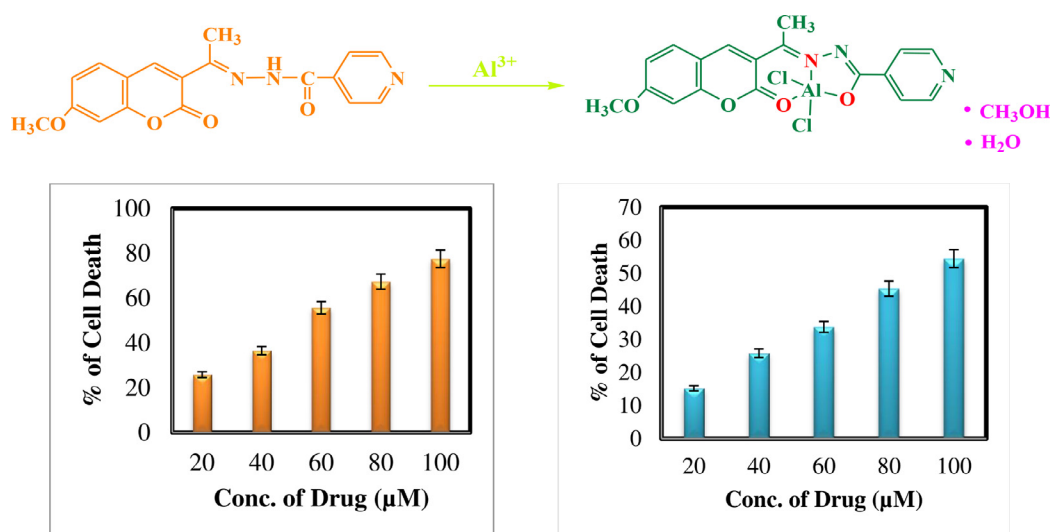 CH₃
N
H
N
C
O
N
O
O
H₃CO
Al³⁺
CH₃
N
N
Cl
Al
O
Cl
O
O
N
H₃CO
• CH₃OH
• H₂O
% of Cell Death
100
80
60
40
20
0
20 40 60 80 100
Conc. of Drug (µM)
% of Cell Death
70
60
50
40
30
20
10
0
20 40 60 80 100
Conc. of Drug (µM)